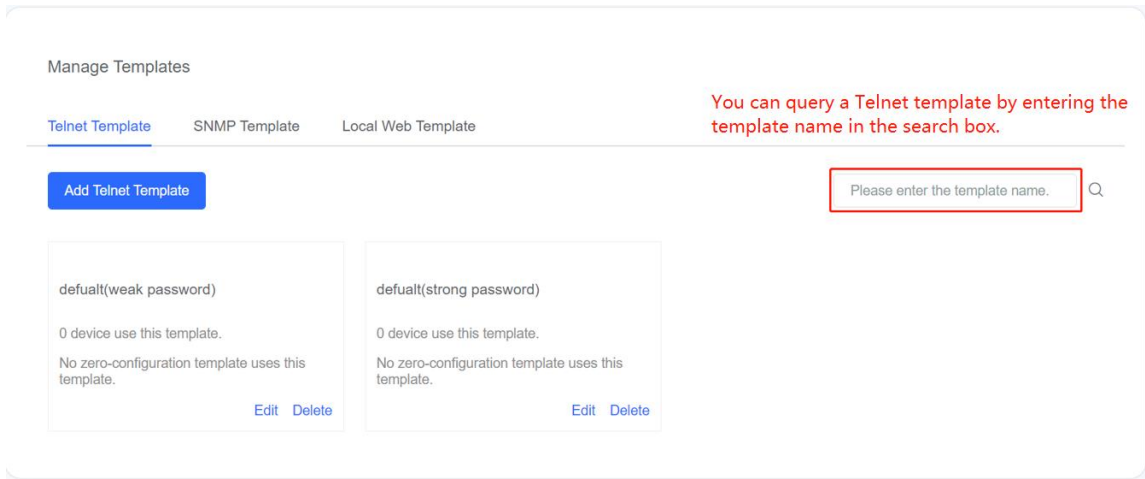 Manage Templates
You can query a Telnet template by entering the
template name in the search box.
Telnet Template
SNMP Template
Local Web Template
Add Telnet Template
Please enter the template name.
defualt(weak password)
0 device use this template.
No zero-configuration template uses this
template.
Edit Delete
defualt(strong password)
0 device use this template.
No zero-configuration template uses this
template.
Edit Delete